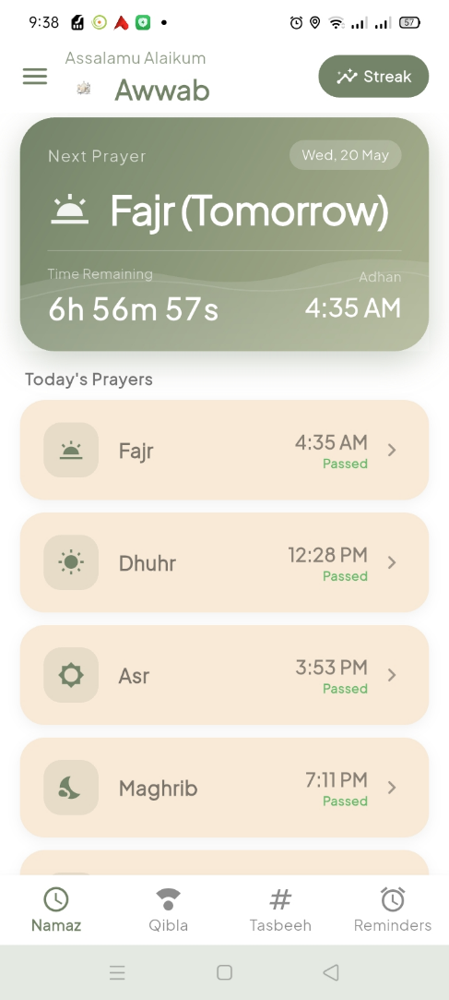 9:38
57
Assalamu Alaikum
Awwab
Streak
Next Prayer
Wed, 20 May
Fajr (Tomorrow)
Time Remaining
Adhan
6h 56m 57s
4:35 AM
Today's Prayers
Fajr
4:35 AM
Passed
Dhuhr
12:28 PM
Passed
Asr
3:53 PM
Passed
Maghrib
7:11 PM
Passed
Namaz
Qibla
Tasbeeh
Reminders